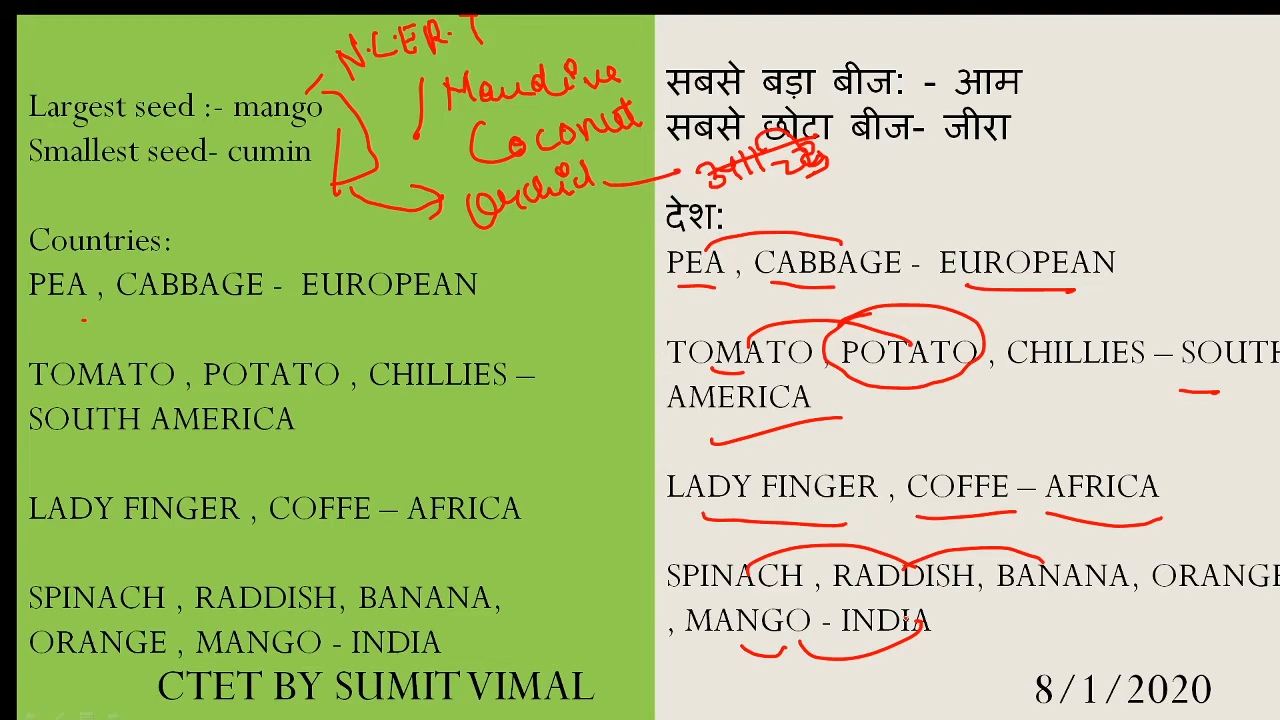 Largest seed :- mango
Smallest seed- cumin
N.C.E.R.T
Coconut
Orchid
Countries:
PEA , CABBAGE - EUROPEAN
TOMATO , POTATO , CHILLIES –
SOUTH AMERICA
LADY FINGER , COFFE – AFRICA
SPINACH , RADDISH, BANANA,
ORANGE , MANGO - INDIA
CTET BY SUMIT VIMAL
सबसे बड़ा बीज: - आम
सबसे छोटा बीज- जीरा
देश:
PEA , CABBAGE - EUROPEAN
TOMATO , POTATO , CHILLIES – SOUTH
AMERICA
LADY FINGER , COFFE – AFRICA
SPINACH , RADDISH, BANANA, ORANGE
, MANGO - INDIA
8/1/2020